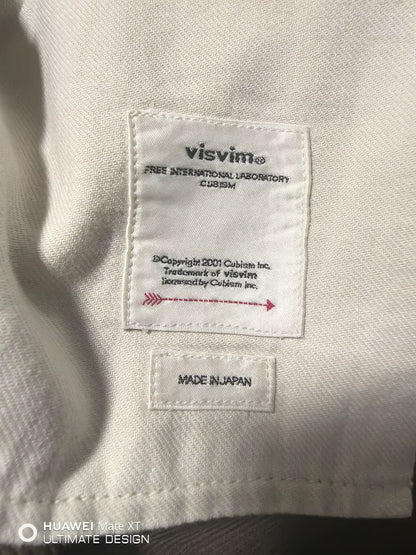 visvim®
FREE INTERNATIONAL LABORATORY
CUBISM
©Copyright 2001 Cubism Inc.
Trademark of visvim
licensed by Cubism Inc.
MADE IN JAPAN
HUAWEI Mate XT
ULTIMATE DESIGN